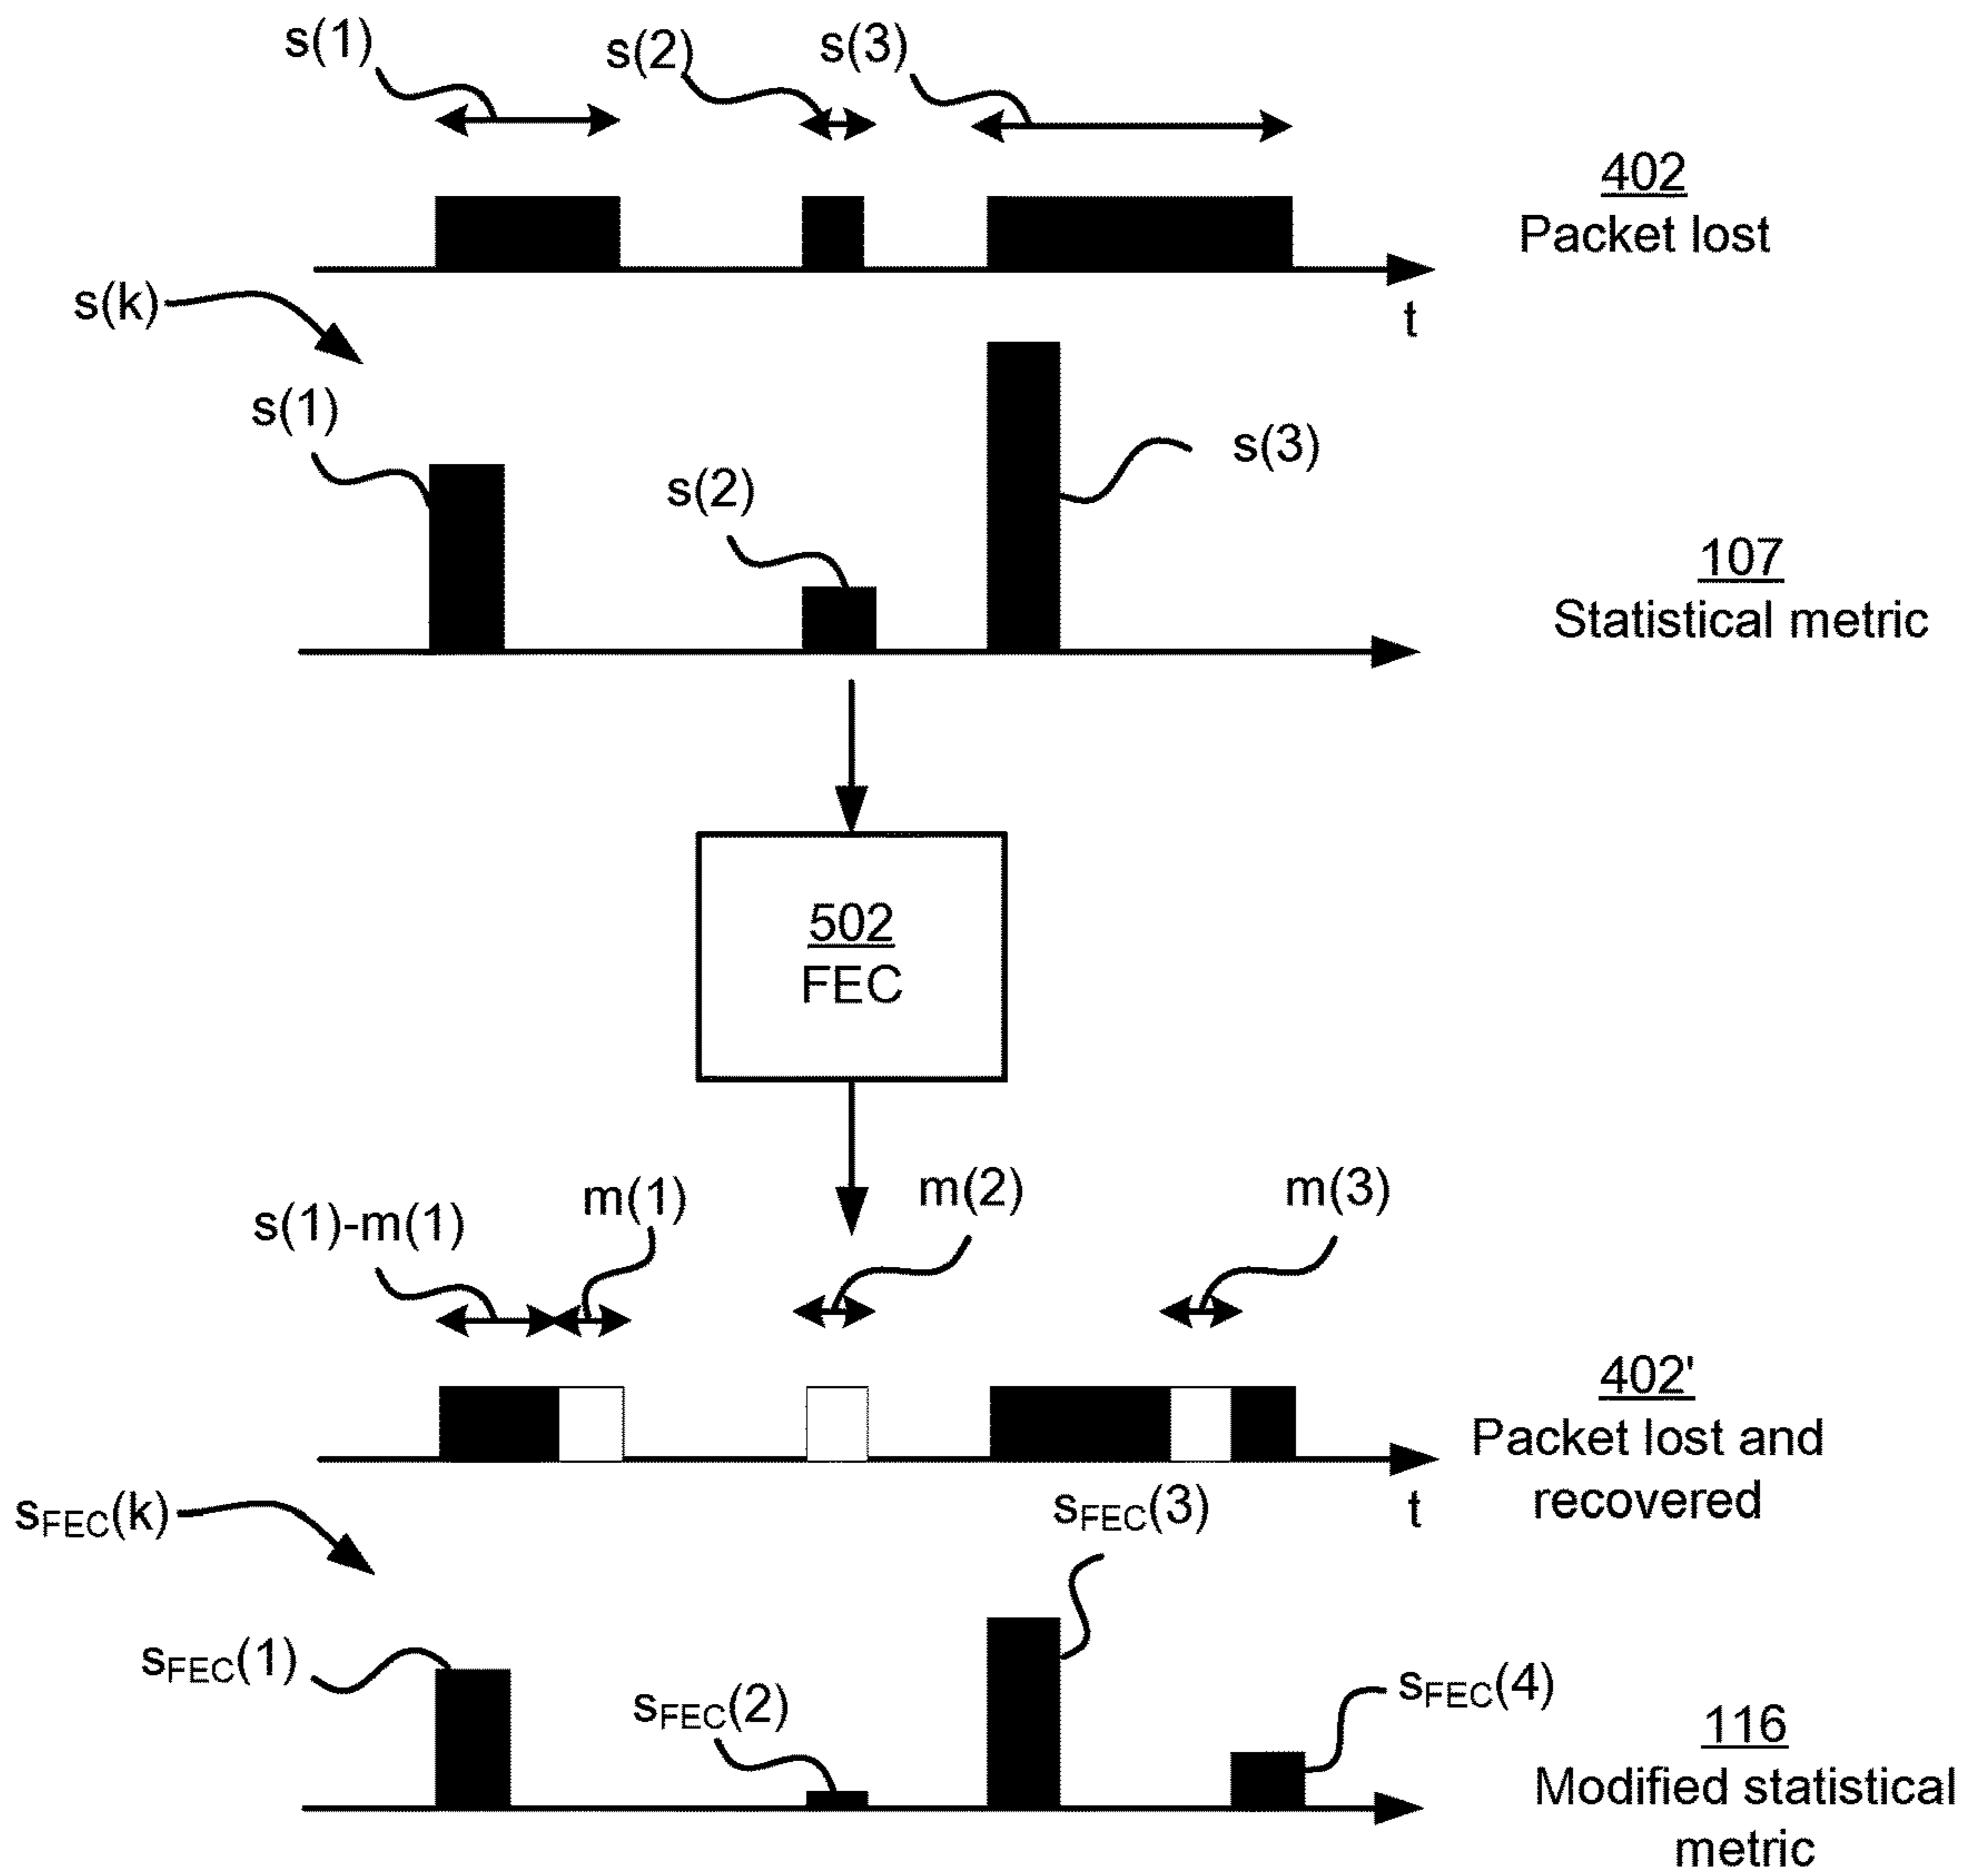 s(1)
s(2)
s(3)
402
Packet lost
t
s(k)
s(1)
s(2)
s(3)
107
Statistical metric
502
FEC
s(1)-m(1)
m(1)
m(2)
m(3)
402'
Packet lost and
recovered
t
sFEC(k)
sFEC(1)
sFEC(2)
sFEC(3)
sFEC(4)
116
Modified statistical
metric